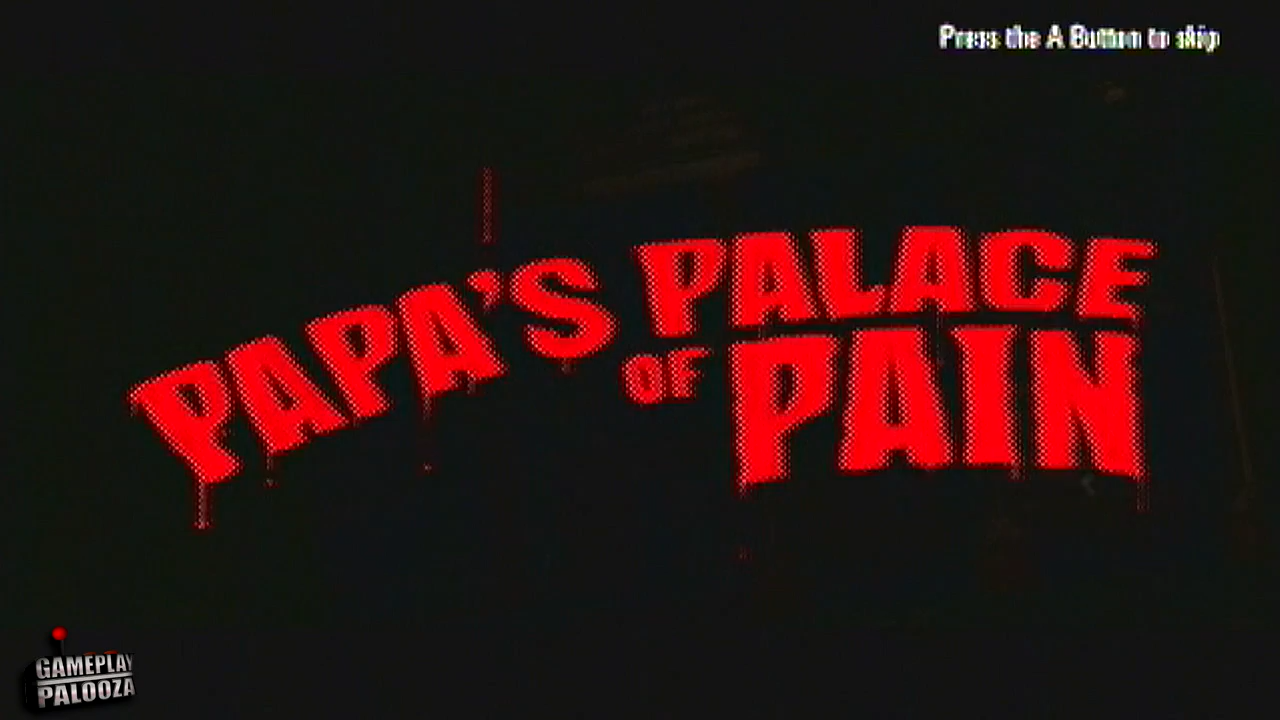 Press the A Button to skip
PAPA'S PALACE
OF PAIN
GAMEPLAY
PALOOZA